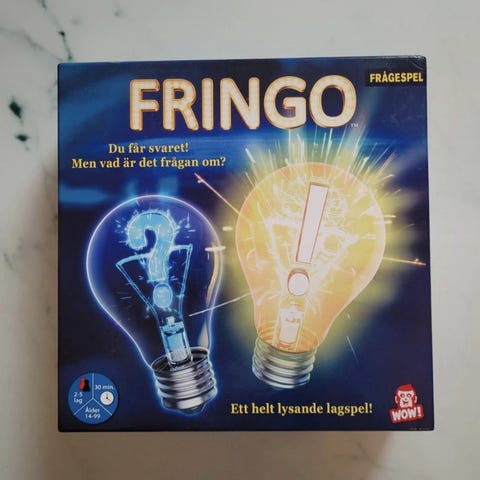 FRINGO
™
FRÅGESPEL
Du får svaret!
Men vad är det frågan om?
?
!
Ett helt lysande lagspel!
2-5
lag
30 min.
Ålder
14-99
WOW!